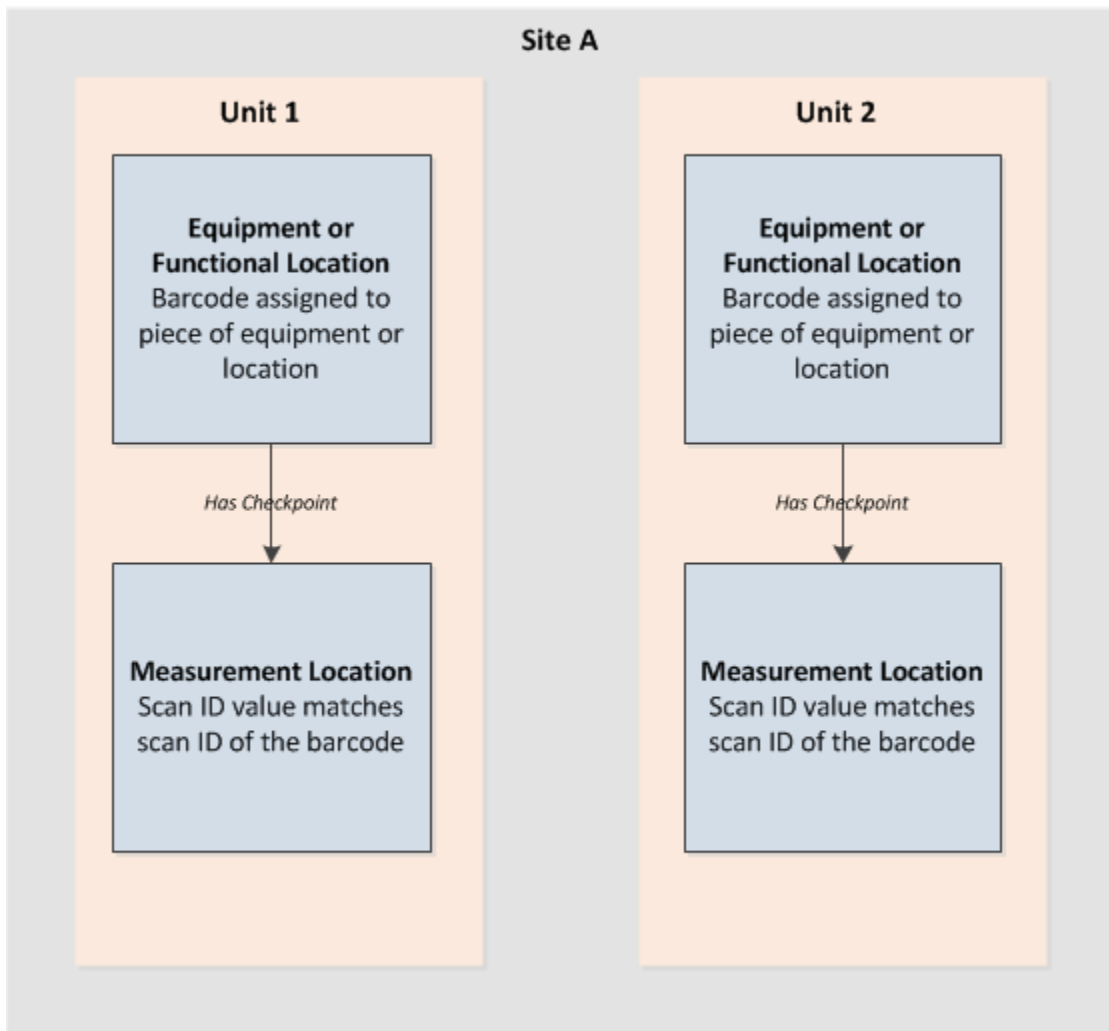 Site A
Unit 1
Equipment or
Functional Location
Barcode assigned to
piece of equipment or
location
Has Checkpoint
Measurement Location
Scan ID value matches
scan ID of the barcode
Unit 2
Equipment or
Functional Location
Barcode assigned to
piece of equipment or
location
Has Checkpoint
Measurement Location
Scan ID value matches
scan ID of the barcode